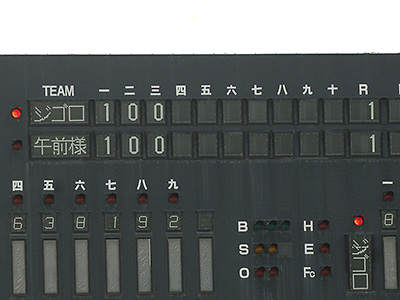 TEAM 一 二 三 四 五 六 七 八 九 十 R
ジゴロ 1 0 0 1
午前様 1 0 0 1
四 五 六 七 八 九 一
6 3 8 1 9 2 8
B H
S E
O Fc
ジゴロ